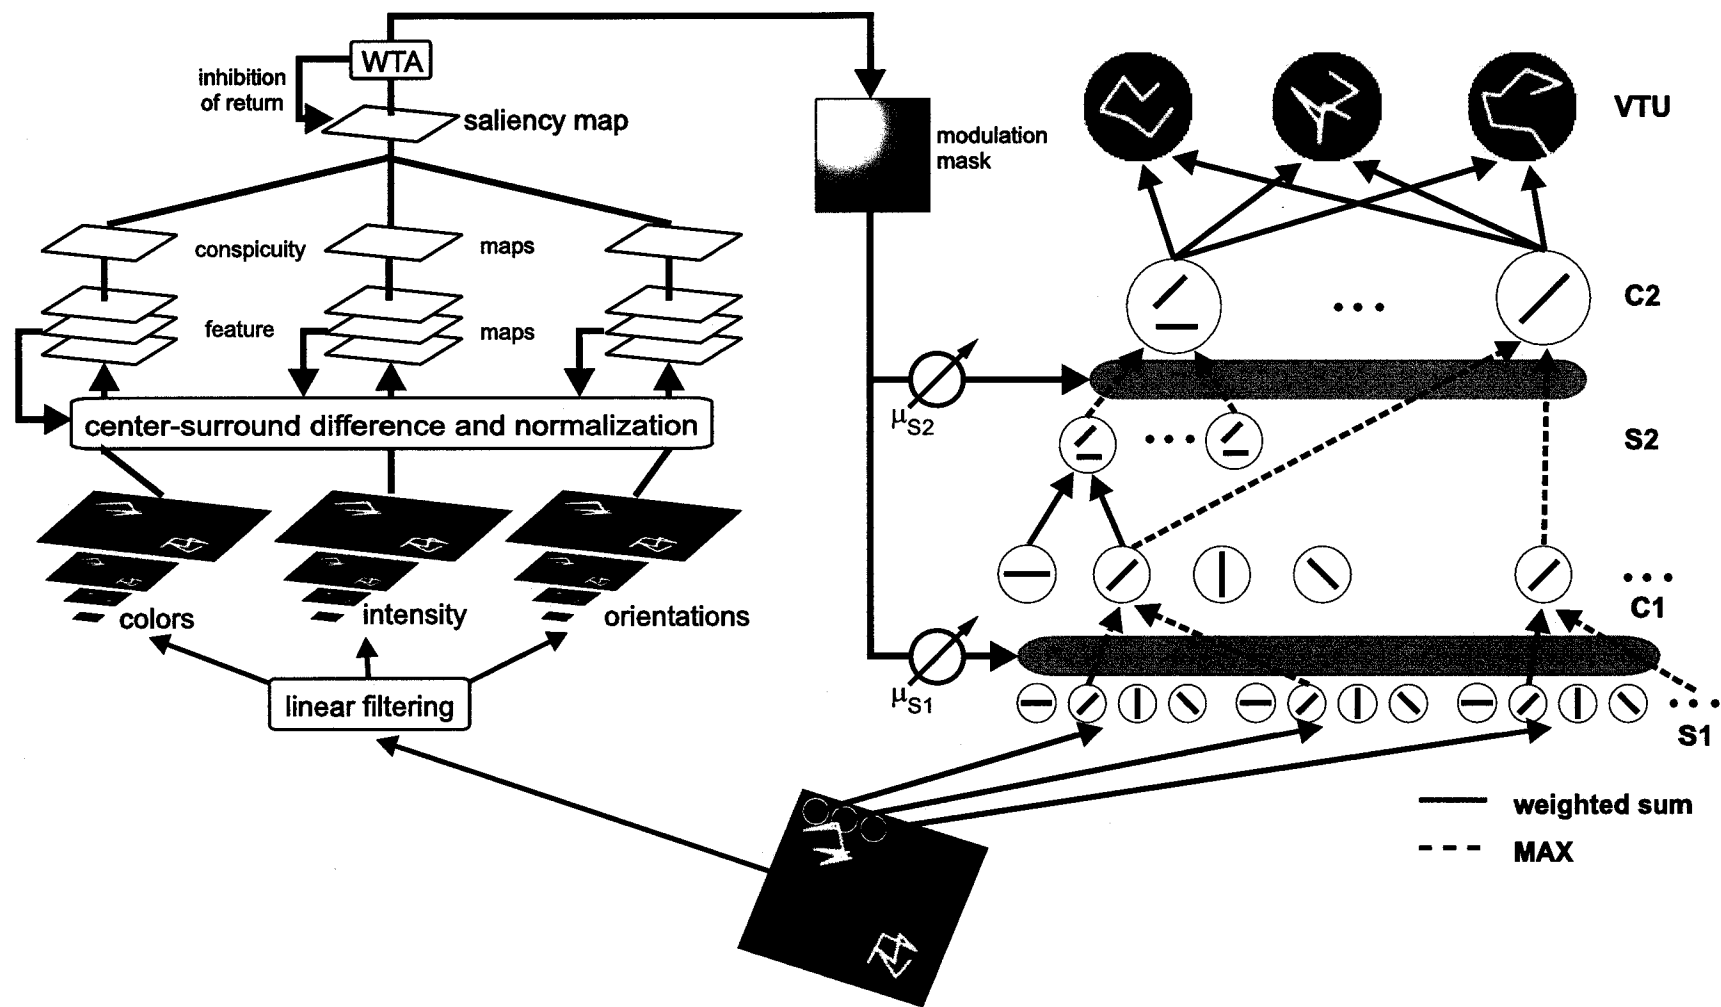 WTA
inhibition
of return
saliency map
modulation
mask
VTU
conspicuity maps
feature maps
C2
center-surround difference and normalization
μS2
S2
colors
intensity
orientations
C1
linear filtering
μS1
S1
weighted sum
MAX